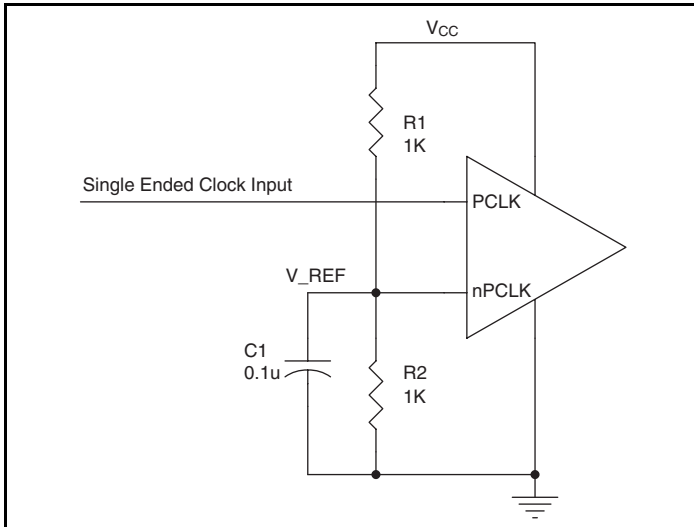 VCC
R1
1K
Single Ended Clock Input
PCLK
V_REF
nPCLK
C1
0.1u
R2
1K